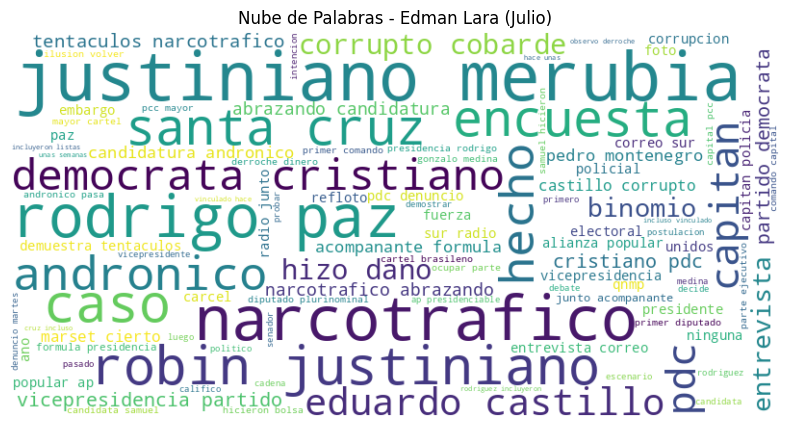 Nube de Palabras - Edman Lara (Julio)
tentaculos narcotrafico
corrupto cobarde
corrupcion
observo derroche
ilusion volver
intencion
hace unas
foto
justiniano merubia
pcc mayor
embargo
abrazando candidatura
mayor cartel
santa cruz
encuesta
samuel hicieron
capital pcc
incluyeron listas
unas semanas
paz
candidatura andronico
primer comando
presidencia rodrigo
gonzalo medina
correo sur
derroche dinero
pedro montenegro
policial
democrata cristiano
andronico pasa
vinculado hace
refloto
pdc denuncio
demostrar
castillo corrupto
primero
capitan
capitan policia
partido democrata
comando capital
hecho
rodrigo paz
radio junto
probar
fuerza
binomio
incluso vinculado
postulacion
demuestra tentaculos
sur radio
electoral
vicepresidente
acompanante formula
alianza popular
unidos
andronico
hizo dano
cartel brasileno
ocupar parte
cristiano pdc
vicepresidencia
carcel
narcotrafico abrazando
diputado plurinominal
ap presidenciable
qnmp
debate
medina
decide
parte ejecutivo
entrevista
denuncio martes
caso
narcotrafico
junto acompanante
presidente
primer diputado
marset cierto
cruz incluso
luego
ano
formula presidencia
politico
senador
entrevista correo
ninguna
pasado
robin justiniano
escenario
rodriguez
popular ap
califico
cadena
rodriguez incluyeron
candidata
vicepresidencia partido
eduardo castillo
pdc
candidata samuel
hicieron bolsa